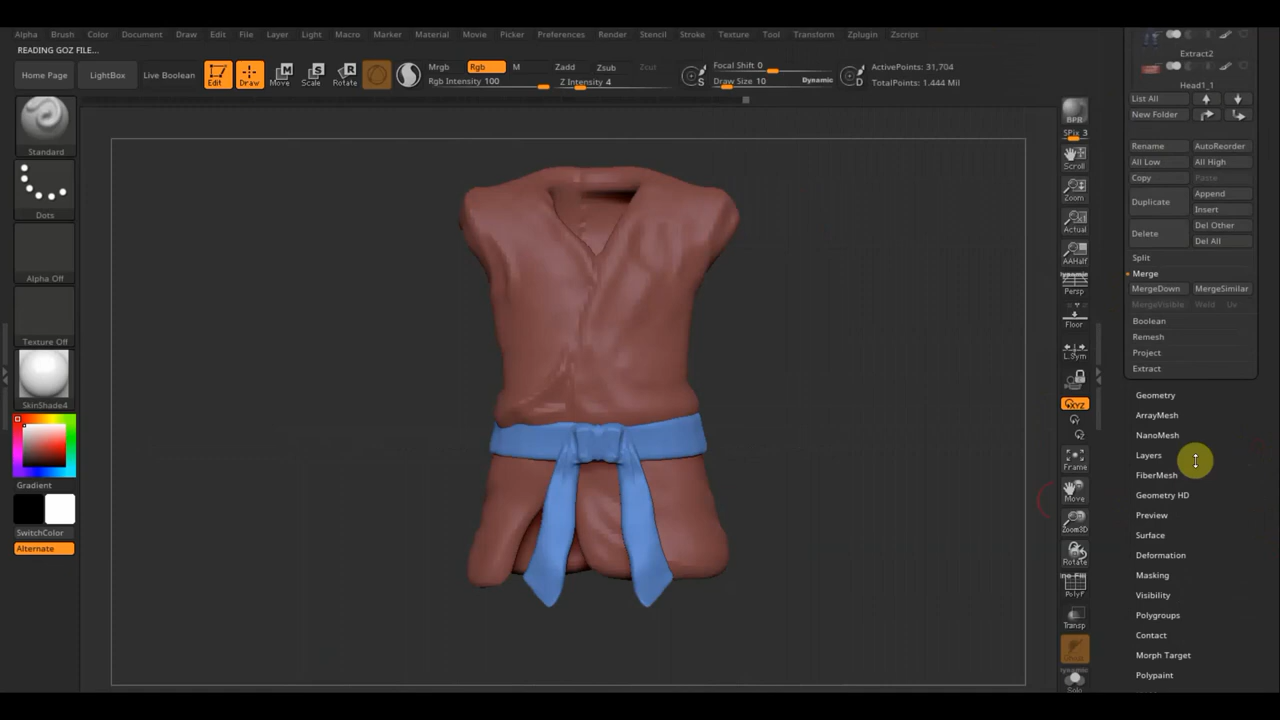 Alpha Brush Color Document Draw Edit File Layer Light Macro Marker Material Movie Picker Preferences Render Stencil Stroke Texture Tool Transform Zplugin Zscript
READING GOZ FILE...
Home Page LightBox Live Boolean Edit Draw Move Scale Rotate
Mrgb Rgb M Zadd Zsub Zcut Focal Shift 0 ActivePoints: 31,704
Rgb Intensity 100 Z Intensity 4 Draw Size 10 Dynamic TotalPoints: 1.444 Mil
S D
Standard
Dots
Alpha Off
Texture Off
SkinShade4
Gradient
SwitchColor
Alternate
BPR
SPix 3
Scroll
Zoom
Actual
AAHalf
Dynamic
Persp
Floor
L.Sym
XYZ
Y
Z
Frame
Move
Zoom3D
Rotate
PolyF
Transp
Solo
Extract2
Head1_1
List All
New Folder
Rename AutoReorder
All Low All High
Copy Paste
Duplicate Append
Insert
Delete Del Other
Del All
Split
Merge
MergeDown MergeSimilar
MergeVisible Weld Uv
Boolean
Remesh
Project
Extract
Geometry
ArrayMesh
NanoMesh
Layers
FiberMesh
Geometry HD
Preview
Surface
Deformation
Masking
Visibility
Polygroups
Contact
Morph Target
Polypaint